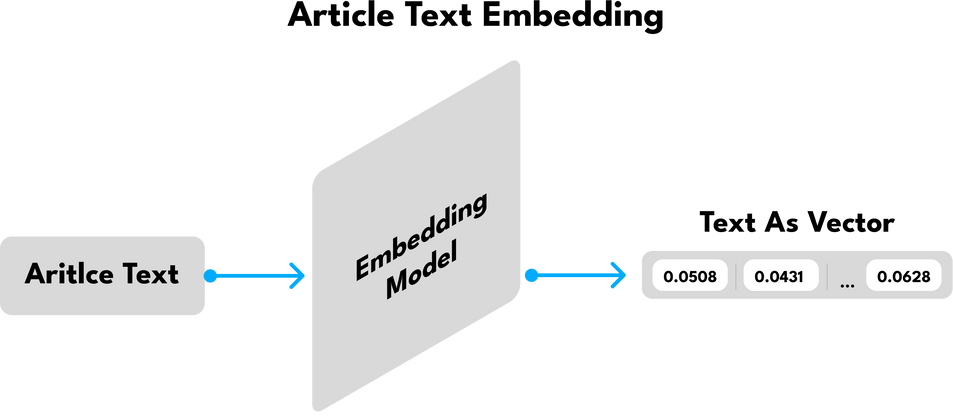 Article Text Embedding
Aritlce Text
Embedding
Model
Text As Vector
0.0508 0.0431 ... 0.0628